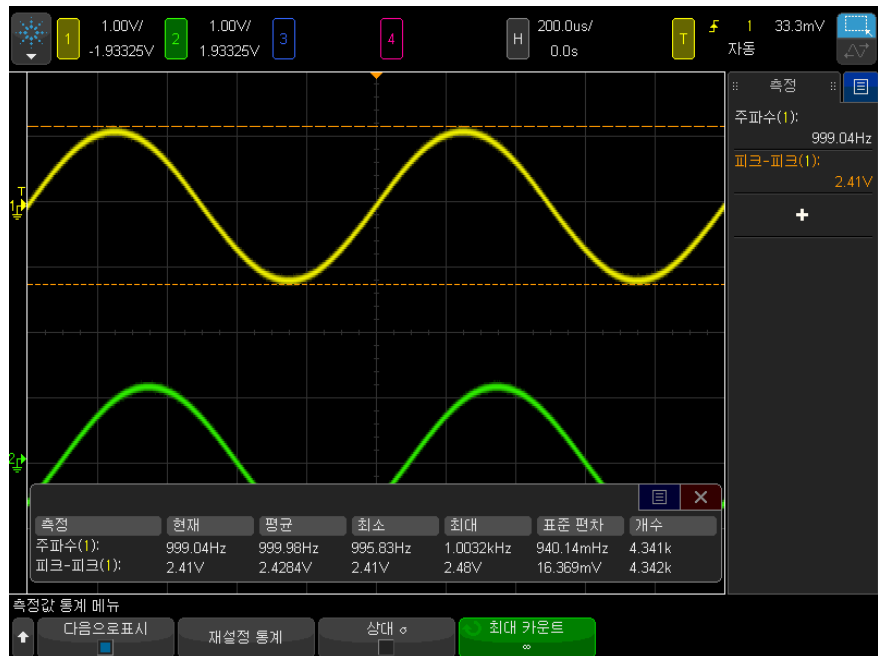 1 1.00V/ -1.93325V
2 1.00V/ 1.93325V
3
4
H 200.0us/ 0.0s
T 1 33.3mV
자동
측정
주파수(1):
999.04Hz
피크-피크(1):
2.41V
+
T
1
2
측정 현재 평균 최소 최대 표준 편차 개수
주파수(1): 999.04Hz 999.98Hz 995.83Hz 1.0032kHz 940.14mHz 4.341k
피크-피크(1): 2.41V 2.4284V 2.41V 2.48V 16.369mV 4.342k
측정값 통계 메뉴
다음으로표시 재설정 통계 상대 σ 최대 카운트
∞